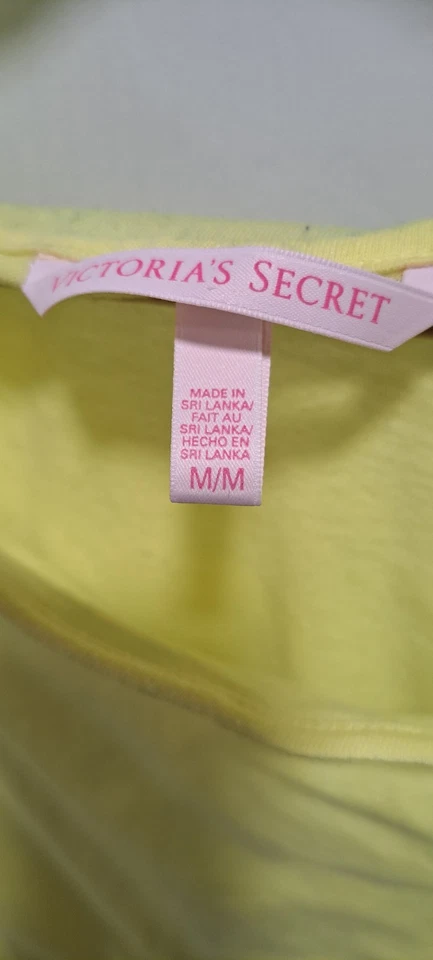 VICTORIA'S SECRET
MADE IN
SRI LANKA/
FAIT AU
SRI LANKA/
HECHO EN
SRI LANKA
M/M